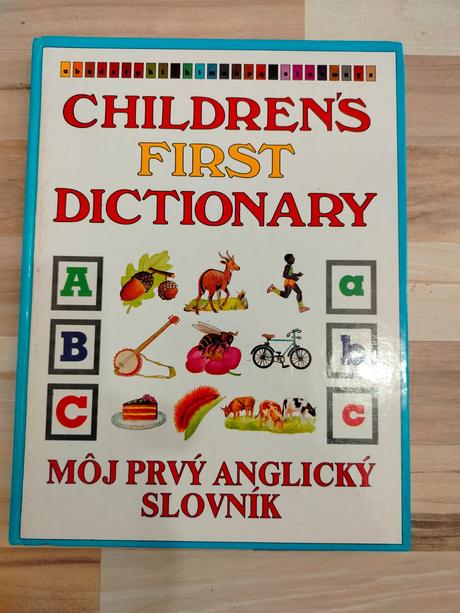 a b c d e f g h i j k l m n o p q r s t u v w x y z
CHILDREN'S
FIRST
DICTIONARY
A a
B b
C c
MÔJ PRVÝ ANGLICKÝ
SLOVNÍK